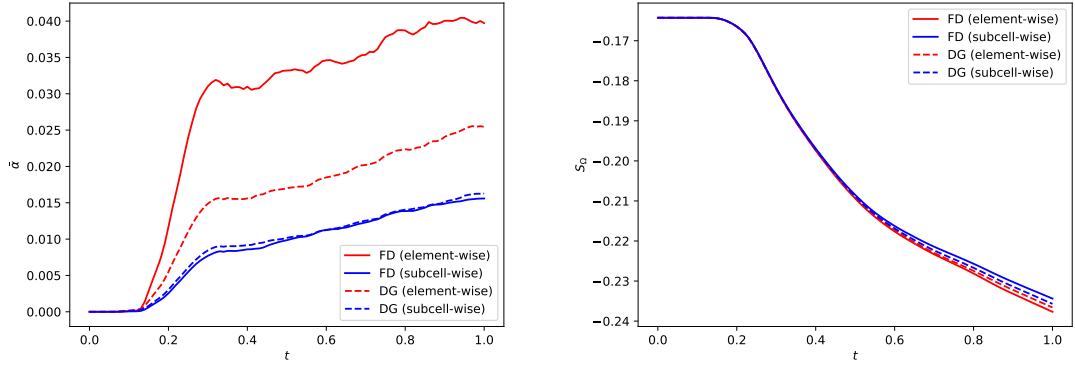 0.040
0.035
0.030
0.025
0.020
0.015
0.010
0.005
0.000
ᾱ
0.0 0.2 0.4 0.6 0.8 1.0
t
FD (element-wise)
FD (subcell-wise)
DG (element-wise)
DG (subcell-wise)
−0.17
−0.18
−0.19
−0.20
−0.21
−0.22
−0.23
−0.24
S_Ω
0.0 0.2 0.4 0.6 0.8 1.0
t
FD (element-wise)
FD (subcell-wise)
DG (element-wise)
DG (subcell-wise)